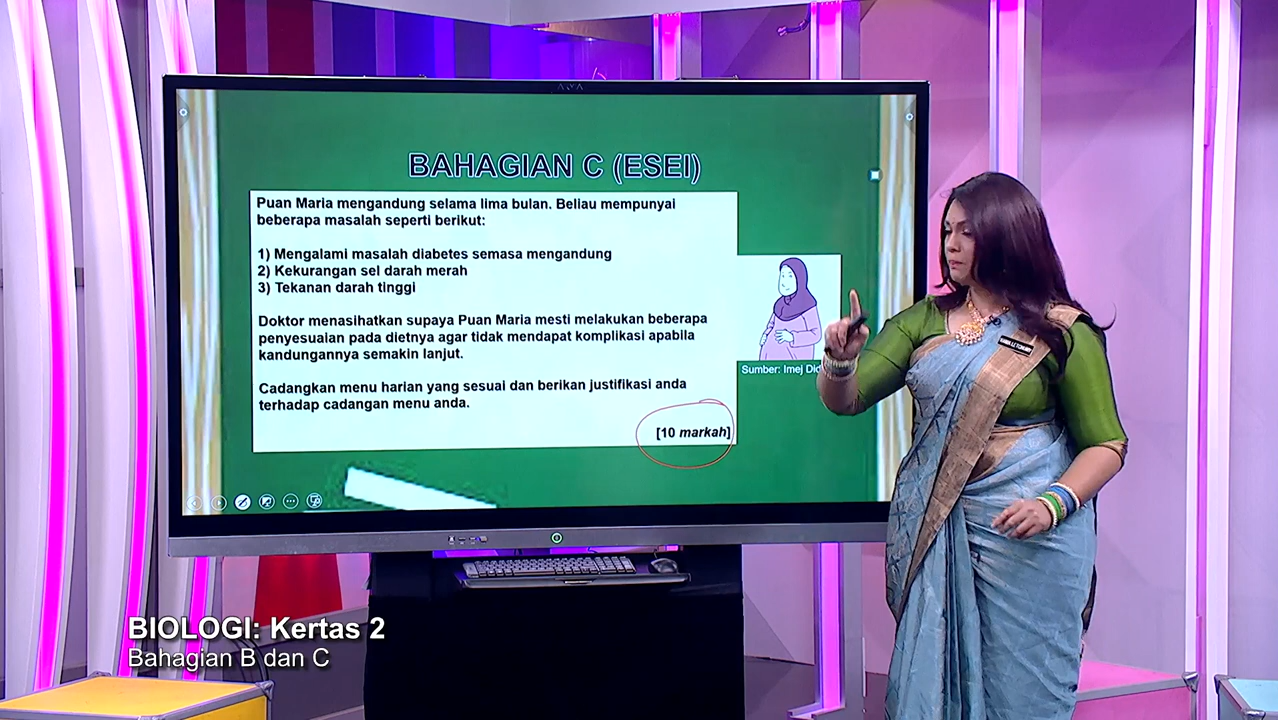 BAHAGIAN C (ESEI)
Puan Maria mengandung selama lima bulan. Beliau mempunyai
beberapa masalah seperti berikut:
1) Mengalami masalah diabetes semasa mengandung
2) Kekurangan sel darah merah
3) Tekanan darah tinggi
Doktor menasihatkan supaya Puan Maria mesti melakukan beberapa
penyesualan pada dietnya agar tidak mendapat komplikasi apabila
kandungannya semakin lanjut.
Cadangkan menu harian yang sesuai dan berikan justifikasi anda
terhadap cadangan menu anda.
[10 markah]
Sumber: Imej
BIOLOGI: Kertas 2
Bahagian B dan C